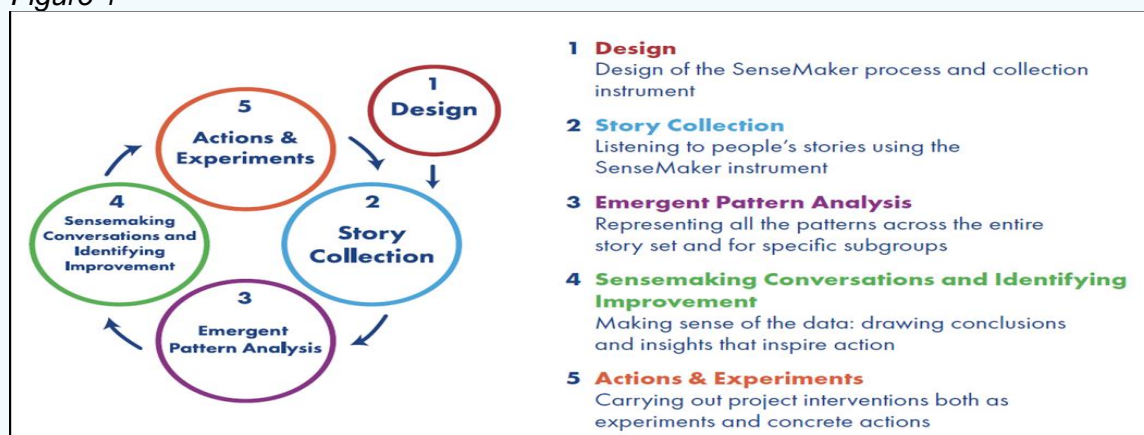 Figure 1
1
Design
5
Actions &
Experiments
4
Sensemaking
Conversations and
Identifying
Improvement
2
Story
Collection
3
Emergent
Pattern Analysis
1 Design
Design of the SenseMaker process and collection
instrument
2 Story Collection
Listening to people's stories using the
SenseMaker instrument
3 Emergent Pattern Analysis
Representing all the patterns across the entire
story set and for specific subgroups
4 Sensemaking Conversations and Identifying
Improvement
Making sense of the data: drawing conclusions
and insights that inspire action
5 Actions & Experiments
Carrying out project interventions both as
experiments and concrete actions